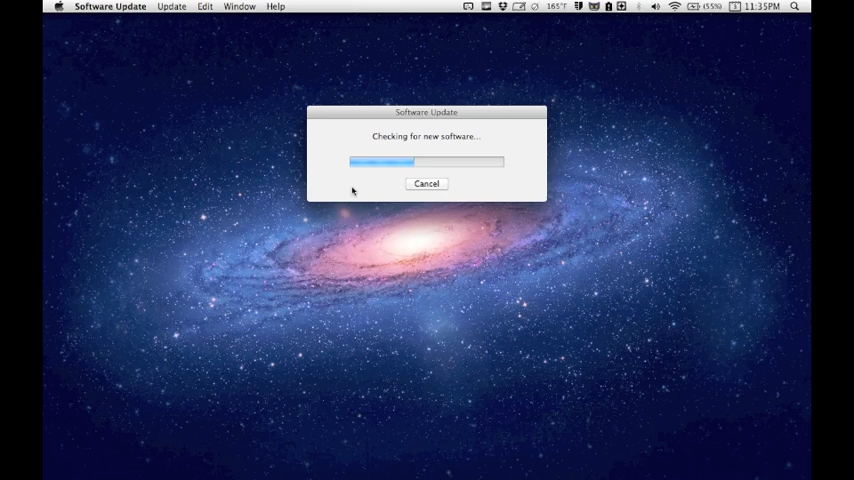 Software Update Update Edit Window Help 165°F (55%) 11:35PM
Software Update
Checking for new software...
Cancel